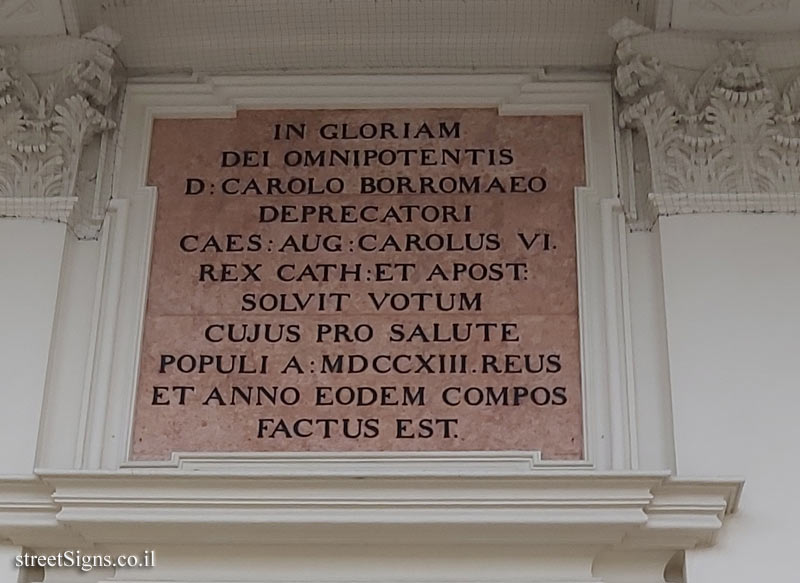 IN GLORIAM
DEI OMNIPOTENTIS
D: CAROLO BORROMAEO
DEPRECATORI
CAES: AUG: CAROLUS VI.
REX CATH: ET APOST:
SOLVIT VOTUM
CUJUS PRO SALUTE
POPULI A: MDCCXIII. REUS
ET ANNO EODEM COMPOS
FACTUS EST.
streetSigns.co.il